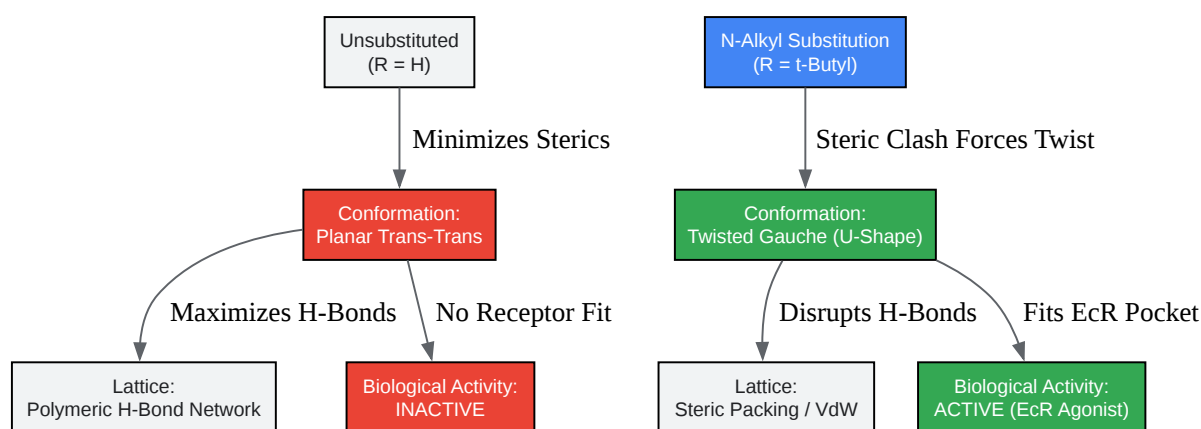 Unsubstituted
(R = H)
N-Alkyl Substitution
(R = t-Butyl)
Minimizes Sterics
Steric Clash Forces Twist
Conformation:
Planar Trans-Trans
Conformation:
Twisted Gauche (U-Shape)
Maximizes H-Bonds
No Receptor Fit
Disrupts H-Bonds
Fits EcR Pocket
Lattice:
Polymeric H-Bond Network
Biological Activity:
INACTIVE
Lattice:
Steric Packing / VdW
Biological Activity:
ACTIVE (EcR Agonist)